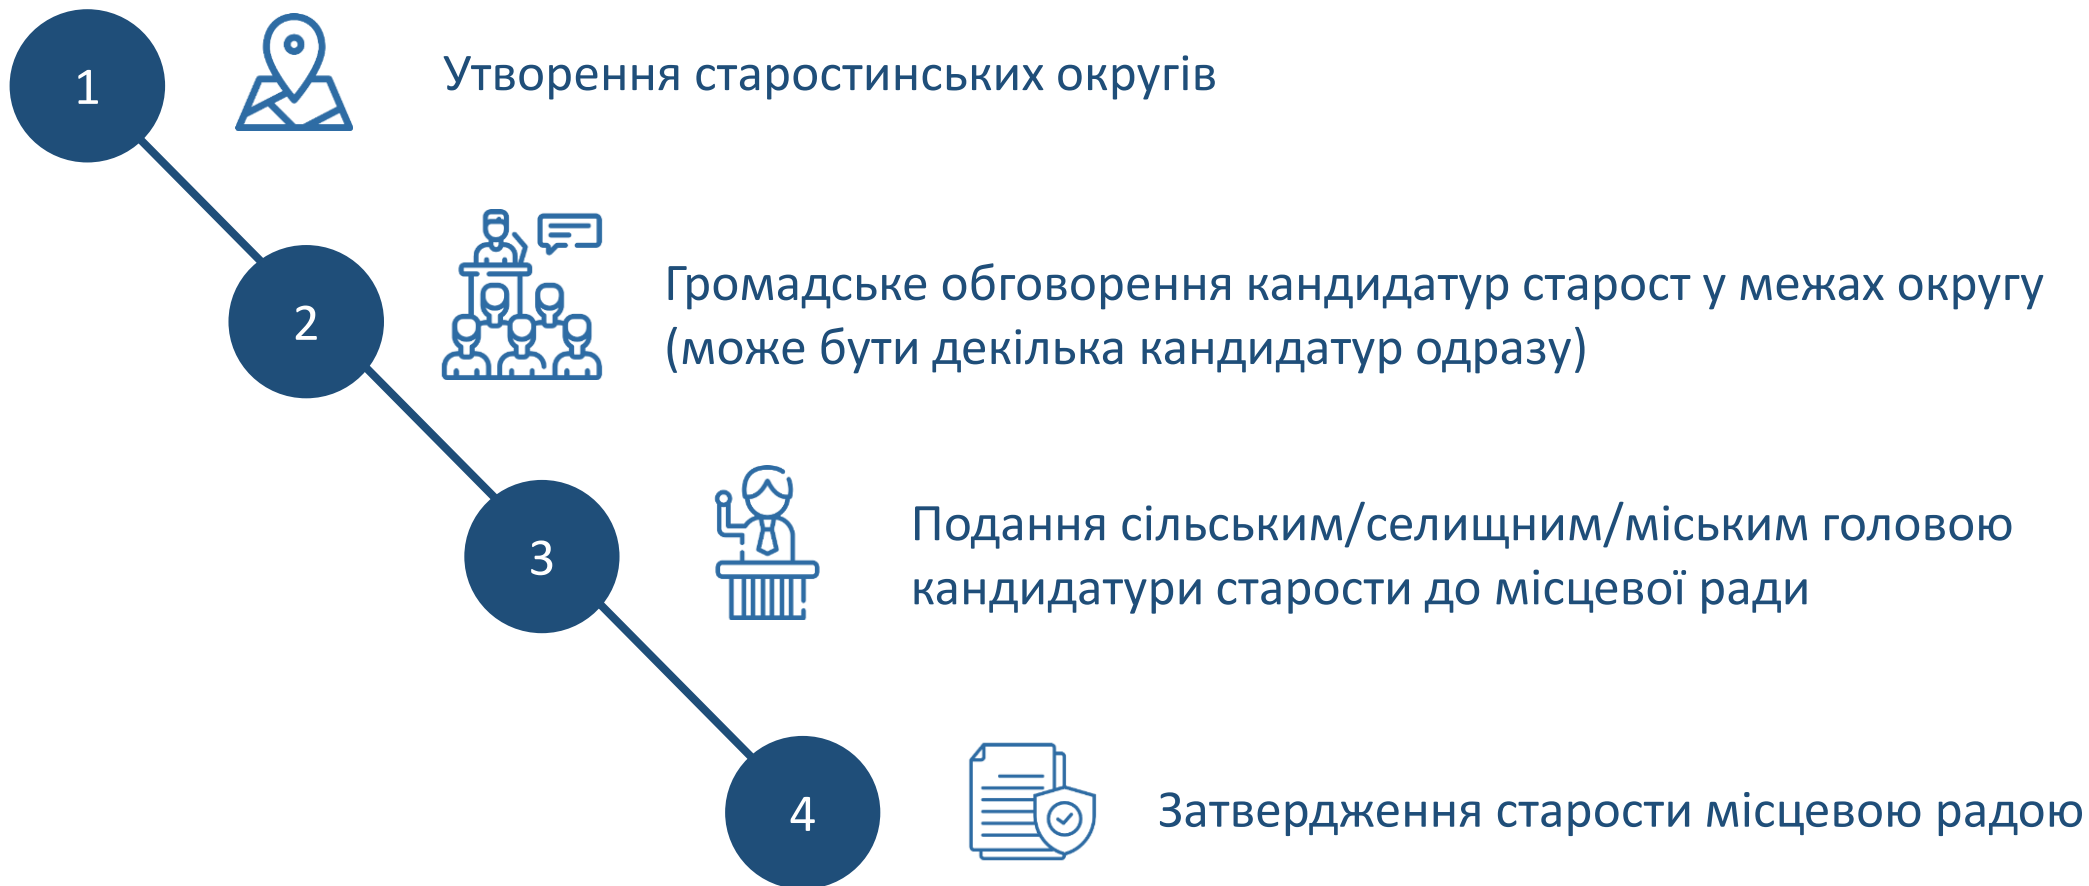 1
Утворення старостинських округів
2
Громадське обговорення кандидатур старост у межах округу
(може бути декілька кандидатур одразу)
3
Подання сільським/селищним/міським головою
кандидатури старости до місцевої ради
4
Затвердження старости місцевою радою